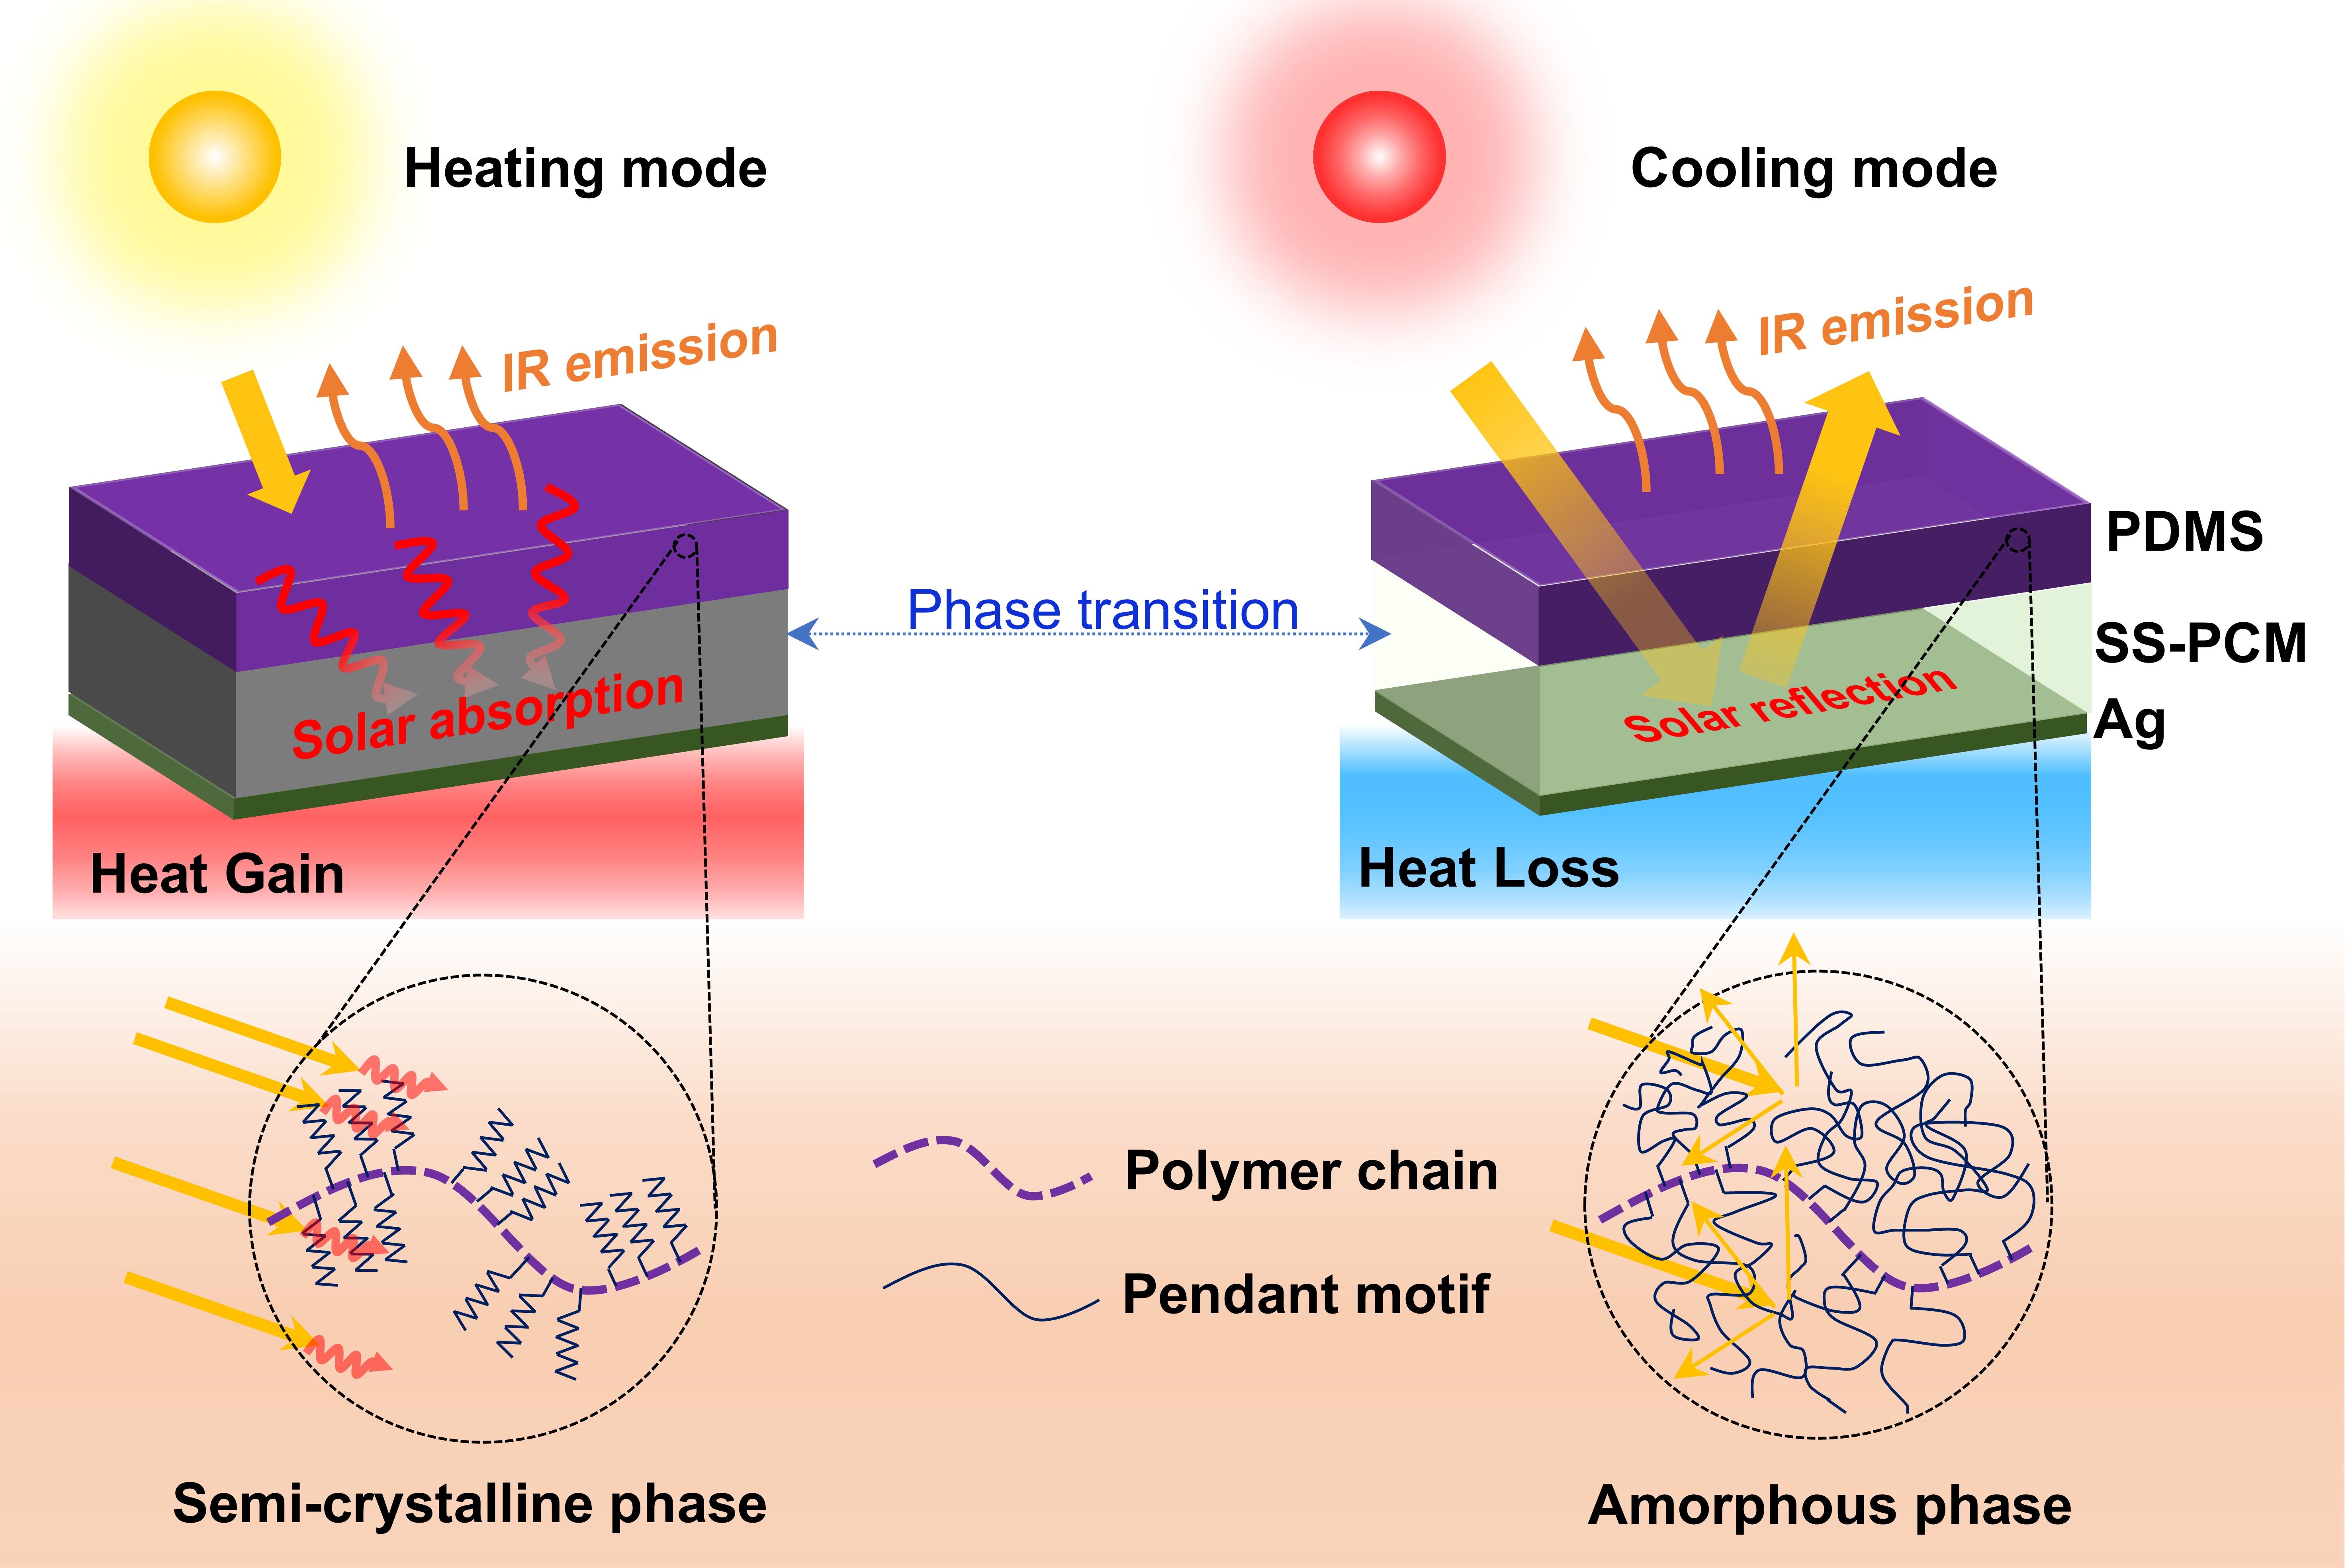 Heating mode
Cooling mode
IR emission
IR emission
PDMS
Phase transition
SS-PCM
Solar absorption
Solar reflection
Ag
Heat Gain
Heat Loss
Polymer chain
Pendant motif
Semi-crystalline phase
Amorphous phase